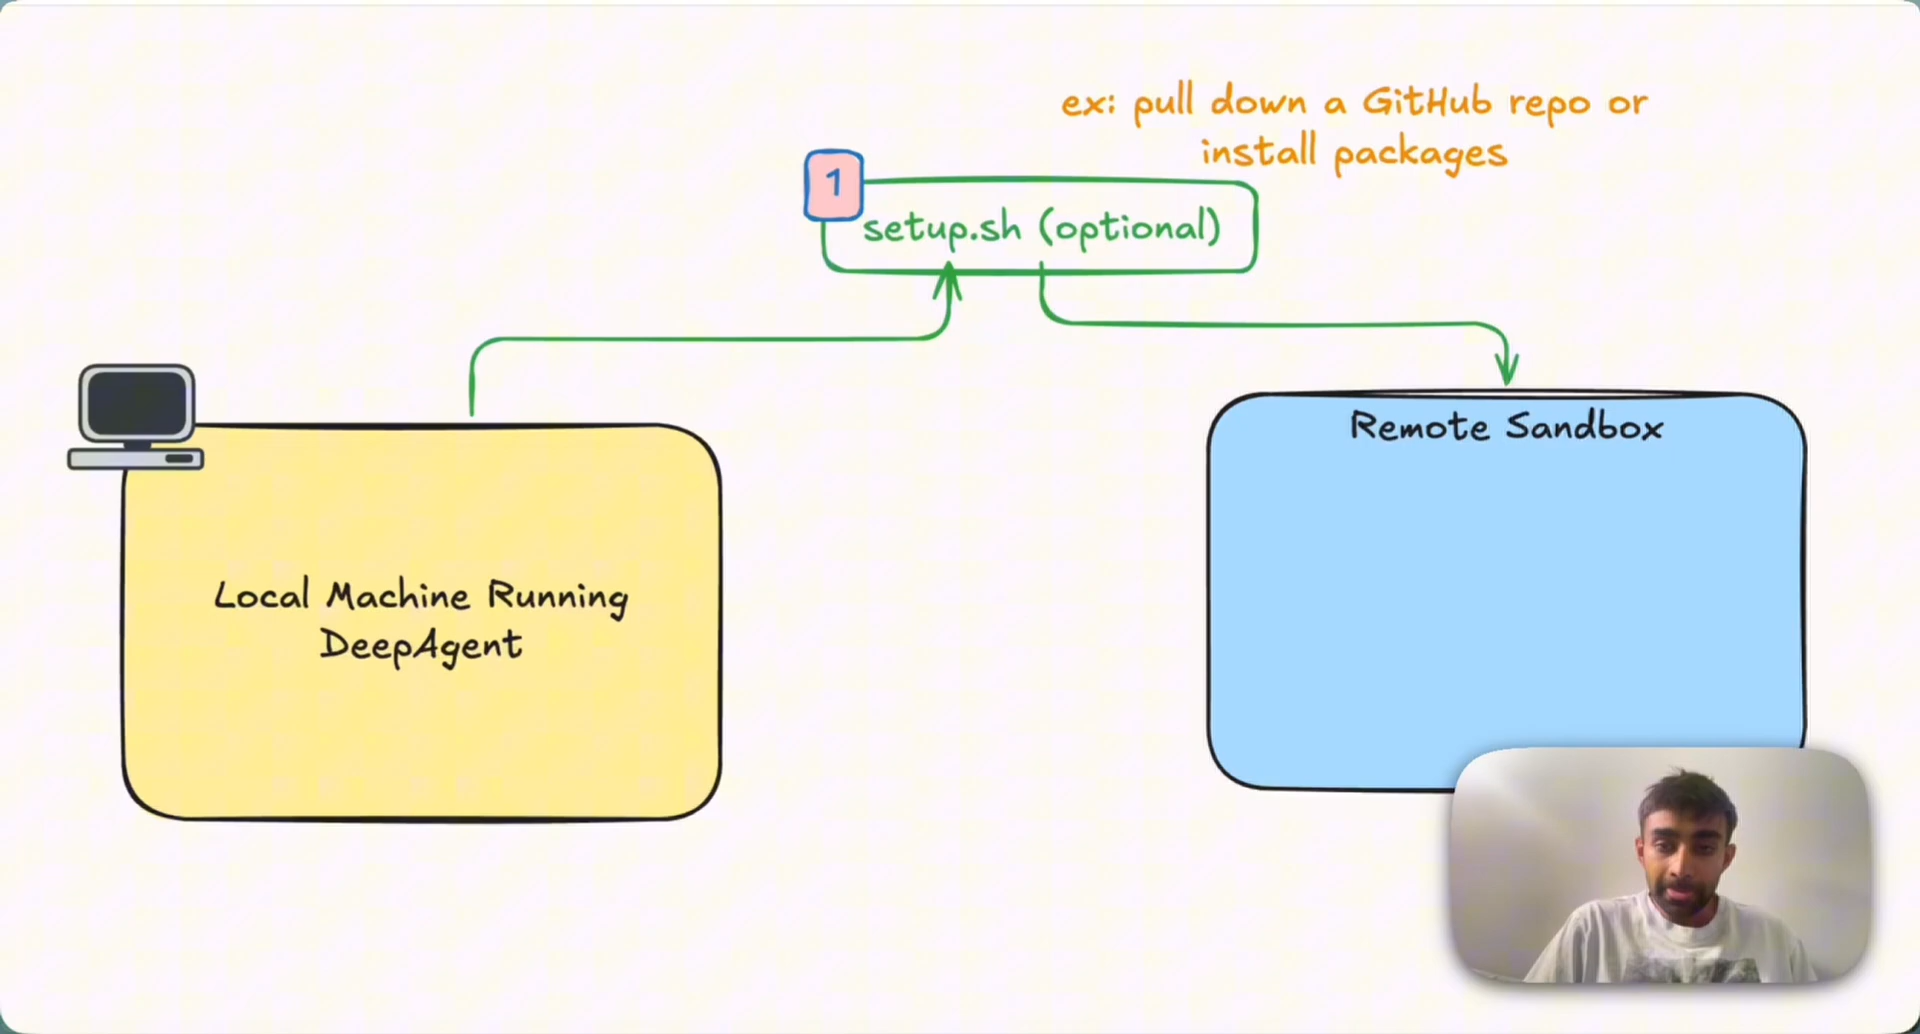 ex: pull down a GitHub repo or
install packages
1
setup.sh (optional)
Remote Sandbox
Local Machine Running
DeepAgent